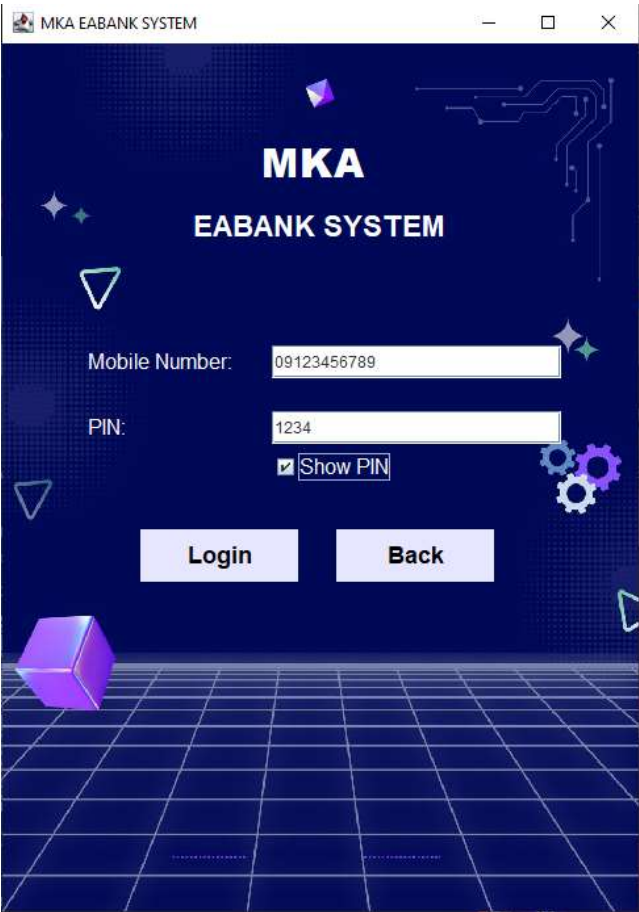 MKA EABANK SYSTEM
MKA
EABANK SYSTEM
Mobile Number: 09123456789
PIN: 1234
Show PIN
Login Back